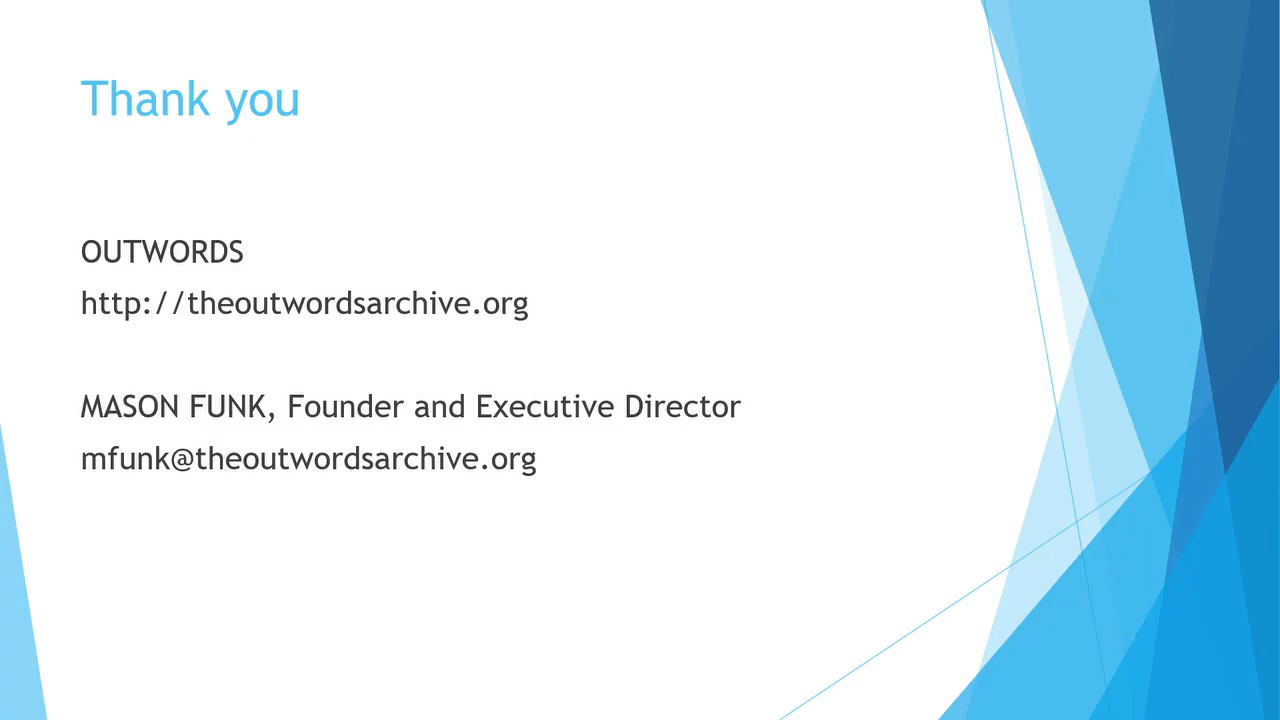 Thank you
OUTWORDS
http://theoutwordsarchive.org
MASON FUNK, Founder and Executive Director
mfunk@theoutwordsarchive.org